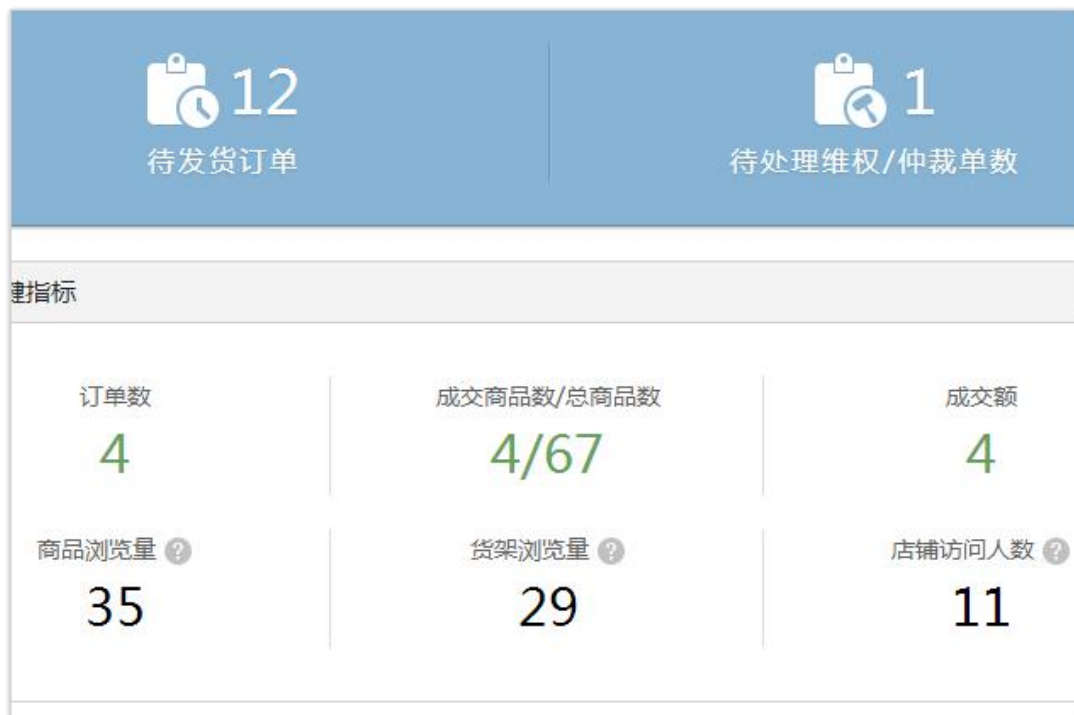 12
1
待发货订单
待处理维权/仲裁单数
建指标
订单数
成交商品数/总商品数
成交额
4
4/67
4
商品浏览量 ?
货架浏览量 ?
店铺访问人数 ?
35
29
11